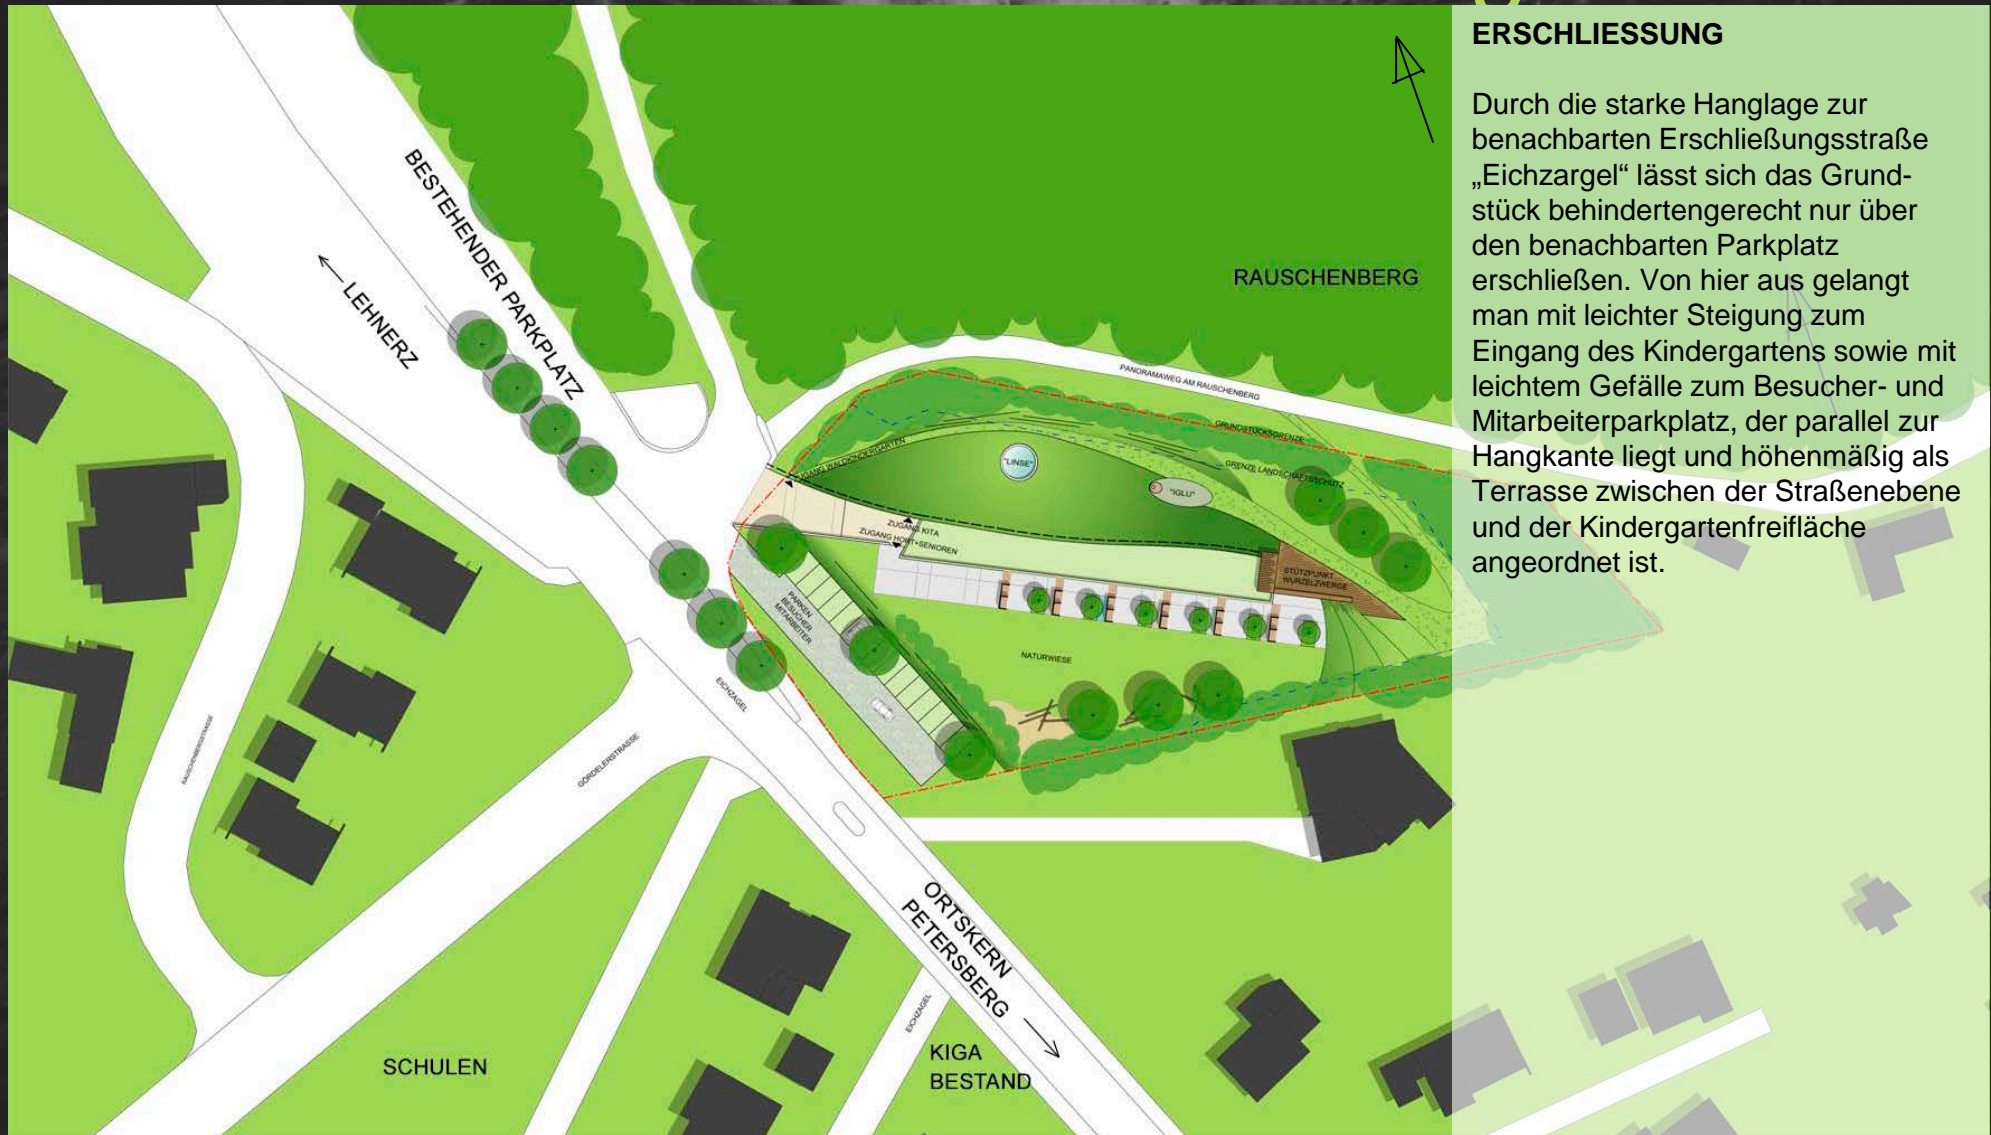 ERSCHLIESSUNG
Durch die starke Hanglage zur
benachbarten Erschließungsstraße
„Eichzargel“ lässt sich das Grund-
stück behindertengerecht nur über
den benachbarten Parkplatz
erschließen. Von hier aus gelangt
man mit leichter Steigung zum
Eingang des Kindergartens sowie mit
leichtem Gefälle zum Besucher- und
Mitarbeiterparkplatz, der parallel zur
Hangkante liegt und höhenmäßig als
Terrasse zwischen der Straßenebene
und der Kindergartenfreifläche
angeordnet ist.
BESTEHENDER PARKPLATZ
LEHNERZ
RAUSCHENBERG
PANORAMAWEG AM RAUSCHENBERG
GRUNDSTÜCKSGRENZE
GRENZE LANDSCHAFTSSCHUTZ
ZUGANG WALDKINDERGARTEN
"LINSE"
"IGLU"
ZUGANG KITA
ZUGANG HORT+SENIOREN
STÜTZPUNKT
WURZELZWERGE
PARKEN
BESUCHER
MITARBEITER
NATURWIESE
EICHZAGEL
RAUSCHENBERGSTRASSE
GÖRDELERSTRASSE
ORTSKERN
PETERSBERG
EICHZAGEL
SCHULEN
KIGA
BESTAND